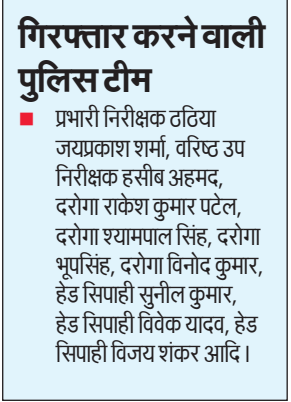 गिरफ्तार करने वाली
पुलिस टीम
प्रभारी निरीक्षक ठठिया
जयप्रकाश शर्मा, वरिष्ठ उप
निरीक्षक हसीब अहमद,
दरोगा राकेश कुमार पटेल,
दरोगा श्यामपाल सिंह, दरोगा
भूपसिंह, दरोगा विनोद कुमार,
हेड सिपाही सुनील कुमार,
हेड सिपाही विवेक यादव, हेड
सिपाही विजय शंकर आदि।